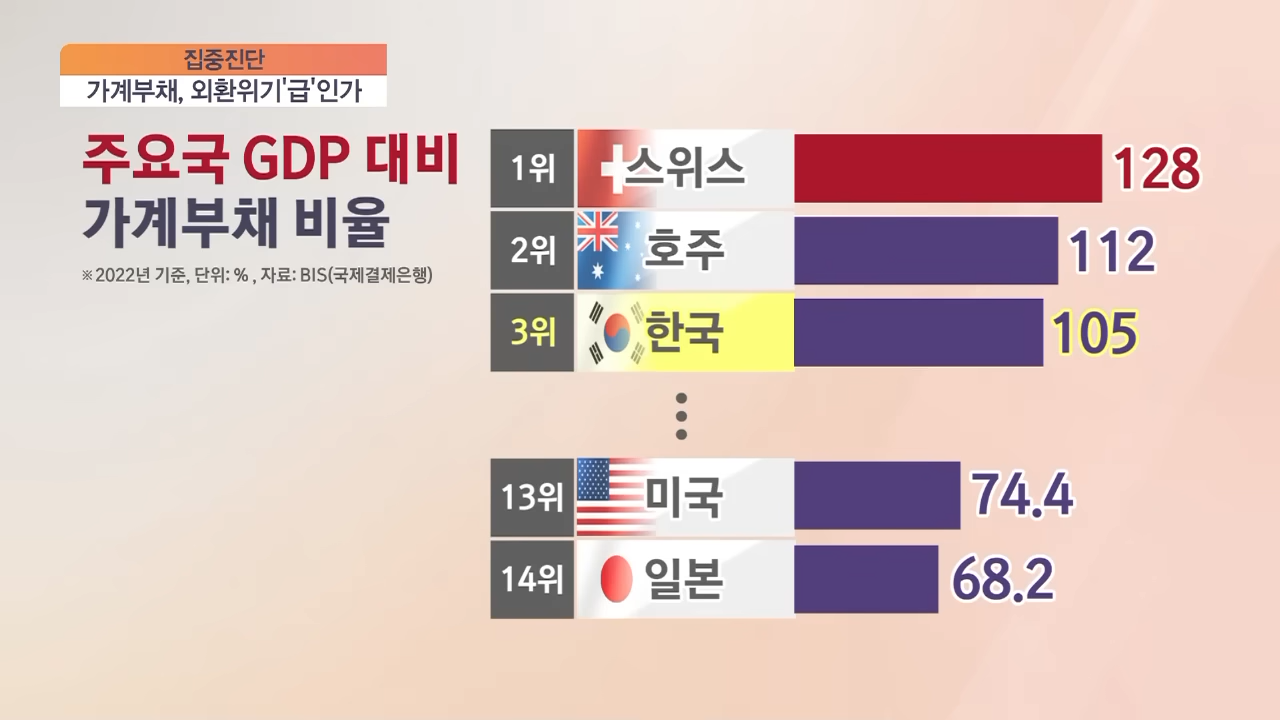 집중진단
가계부채, 외환위기'급'인가
주요국 GDP 대비
가계부채 비율
※ 2022년 기준, 단위: % , 자료: BIS(국제결제은행)
1위 스위스 128
2위 호주 112
3위 한국 105
13위 미국 74.4
14위 일본 68.2